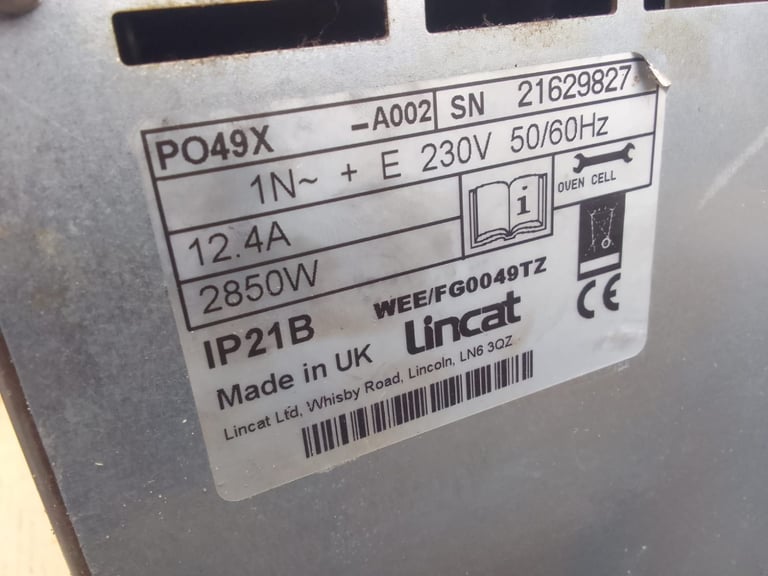 PO49X -A002 SN 21629827
1N~ + E 230V 50/60Hz
12.4A
i
OVEN CELL
2850W
IP21B
WEE/FG0049TZ
Made in UK
Lincat
CE
Lincat Ltd, Whisby Road, Lincoln, LN6 3QZ